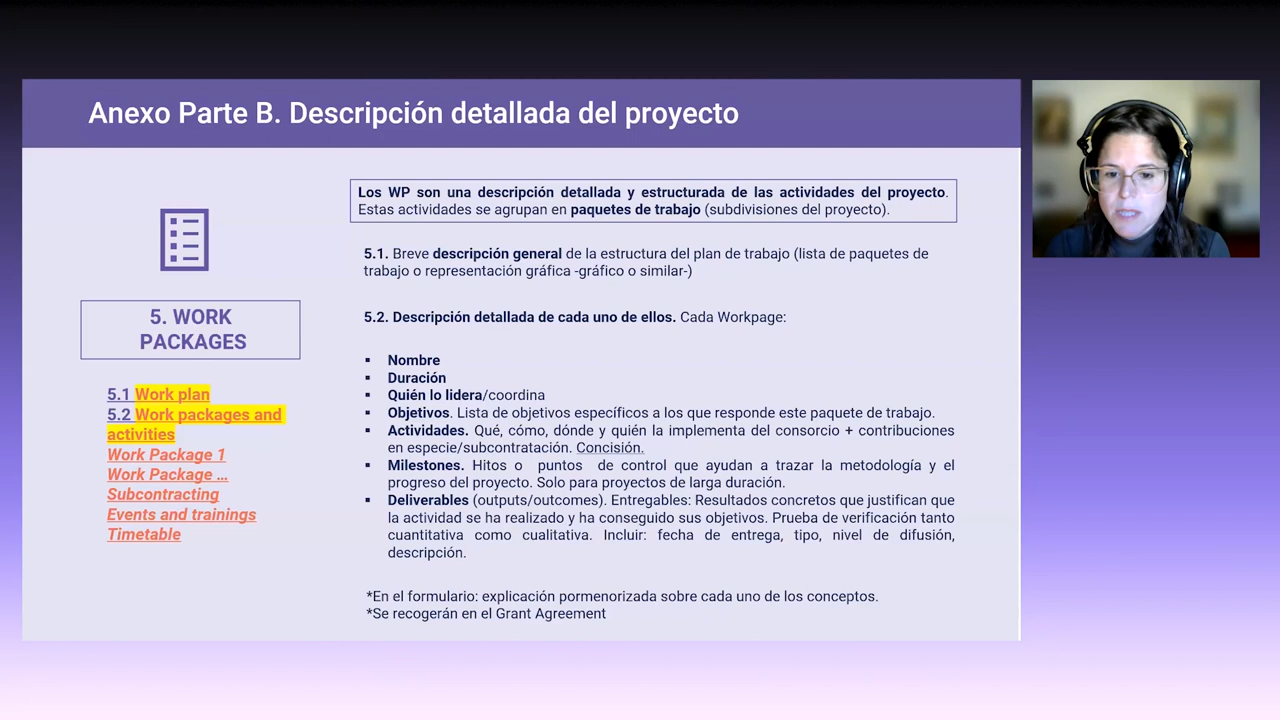 Anexo Parte B. Descripción detallada del proyecto
5. WORK
PACKAGES
5.1 Work plan
5.2 Work packages and
activities
Work Package 1
Work Package …
Subcontracting
Events and trainings
Timetable
Los WP son una descripción detallada y estructurada de las actividades del proyecto.
Estas actividades se agrupan en paquetes de trabajo (subdivisiones del proyecto).
5.1. Breve descripción general de la estructura del plan de trabajo (lista de paquetes de
trabajo o representación gráfica -gráfico o similar-)
5.2. Descripción detallada de cada uno de ellos. Cada Workpage:
▪ Nombre
▪ Duración
▪ Quién lo lidera/coordina
▪ Objetivos. Lista de objetivos específicos a los que responde este paquete de trabajo.
▪ Actividades. Qué, cómo, dónde y quién la implementa del consorcio + contribuciones
en especie/subcontratación. Concisión.
▪ Milestones. Hitos o puntos de control que ayudan a trazar la metodología y el
progreso del proyecto. Solo para proyectos de larga duración.
▪ Deliverables (outputs/outcomes). Entregables: Resultados concretos que justifican que
la actividad se ha realizado y ha conseguido sus objetivos. Prueba de verificación tanto
cuantitativa como cualitativa. Incluir: fecha de entrega, tipo, nivel de difusión,
descripción.
*En el formulario: explicación pormenorizada sobre cada uno de los conceptos.
*Se recogerán en el Grant Agreement